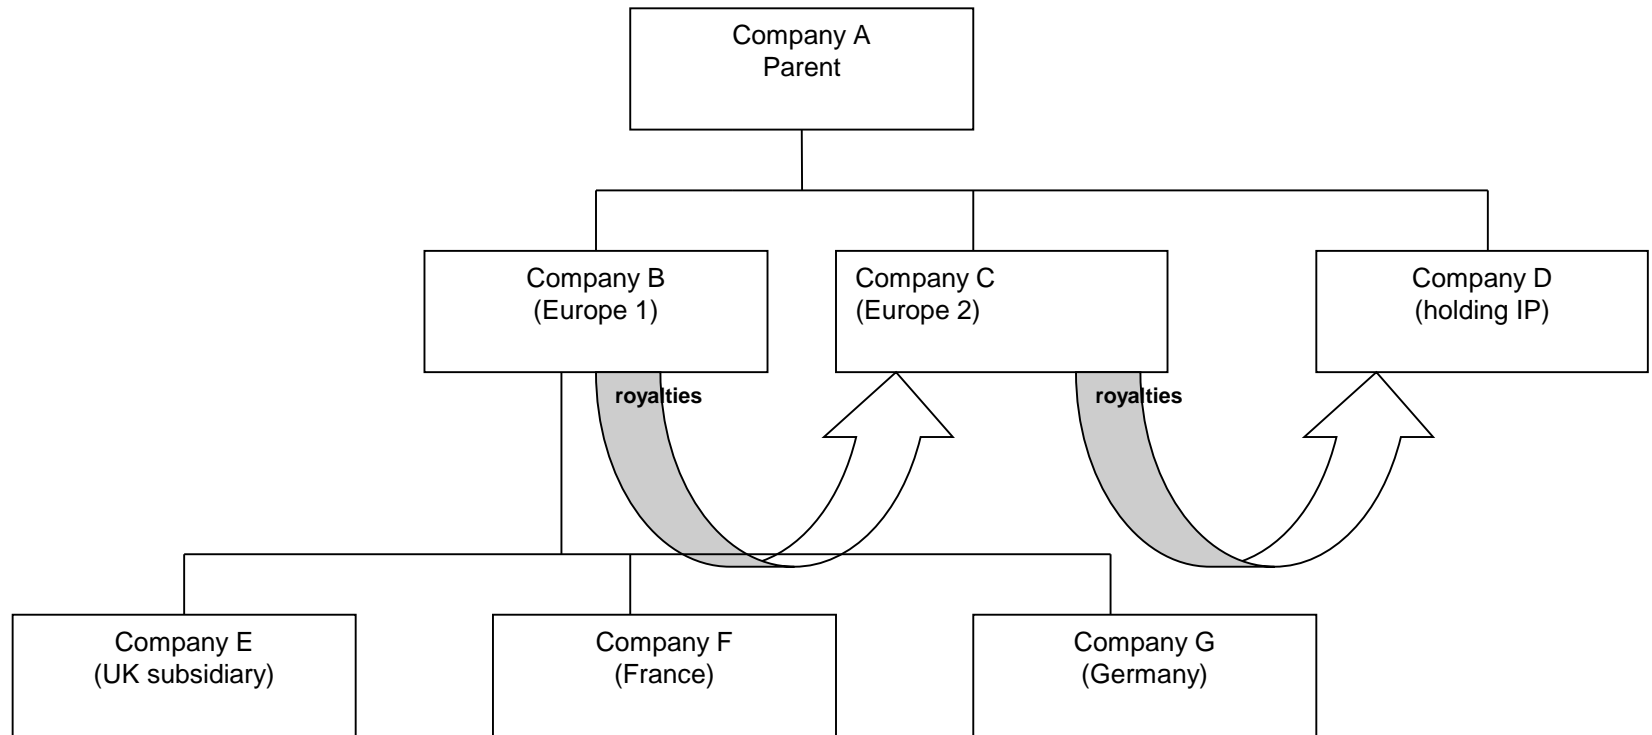 Company A
Parent
Company B
(Europe 1)
Company C
(Europe 2)
Company D
(holding IP)
royalties
royalties
Company E
(UK subsidiary)
Company F
(France)
Company G
(Germany)